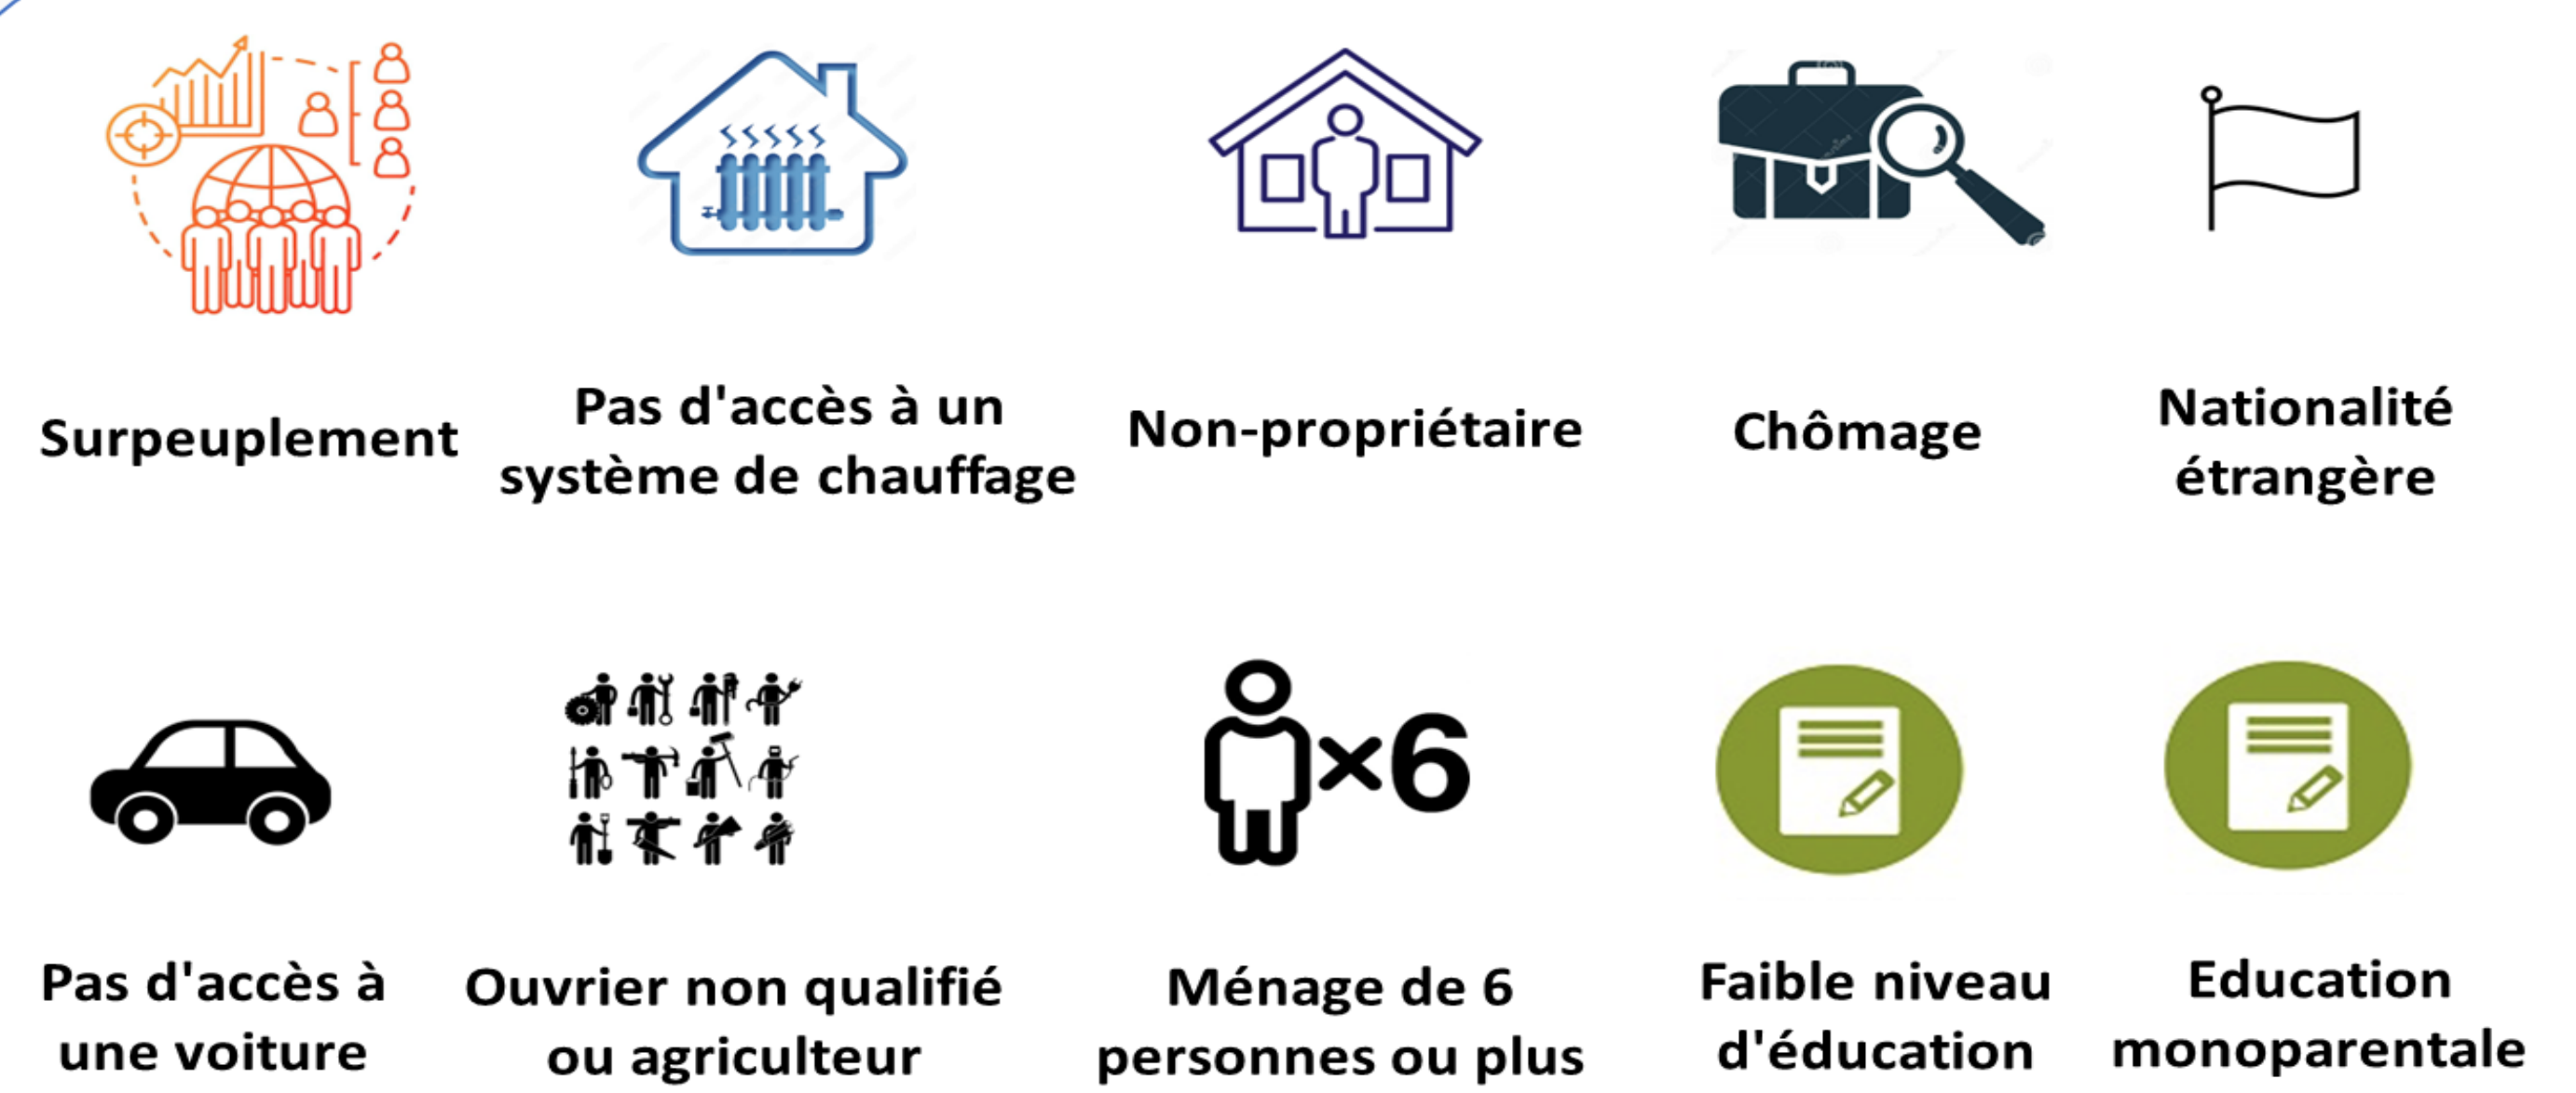 Surpeuplement
Pas d'accès à un
système de chauffage
Non-propriétaire
Chômage
Nationalité
étrangère
×6
Pas d'accès à
une voiture
Ouvrier non qualifié
ou agriculteur
Ménage de 6
personnes ou plus
Faible niveau
d'éducation
Education
monoparentale